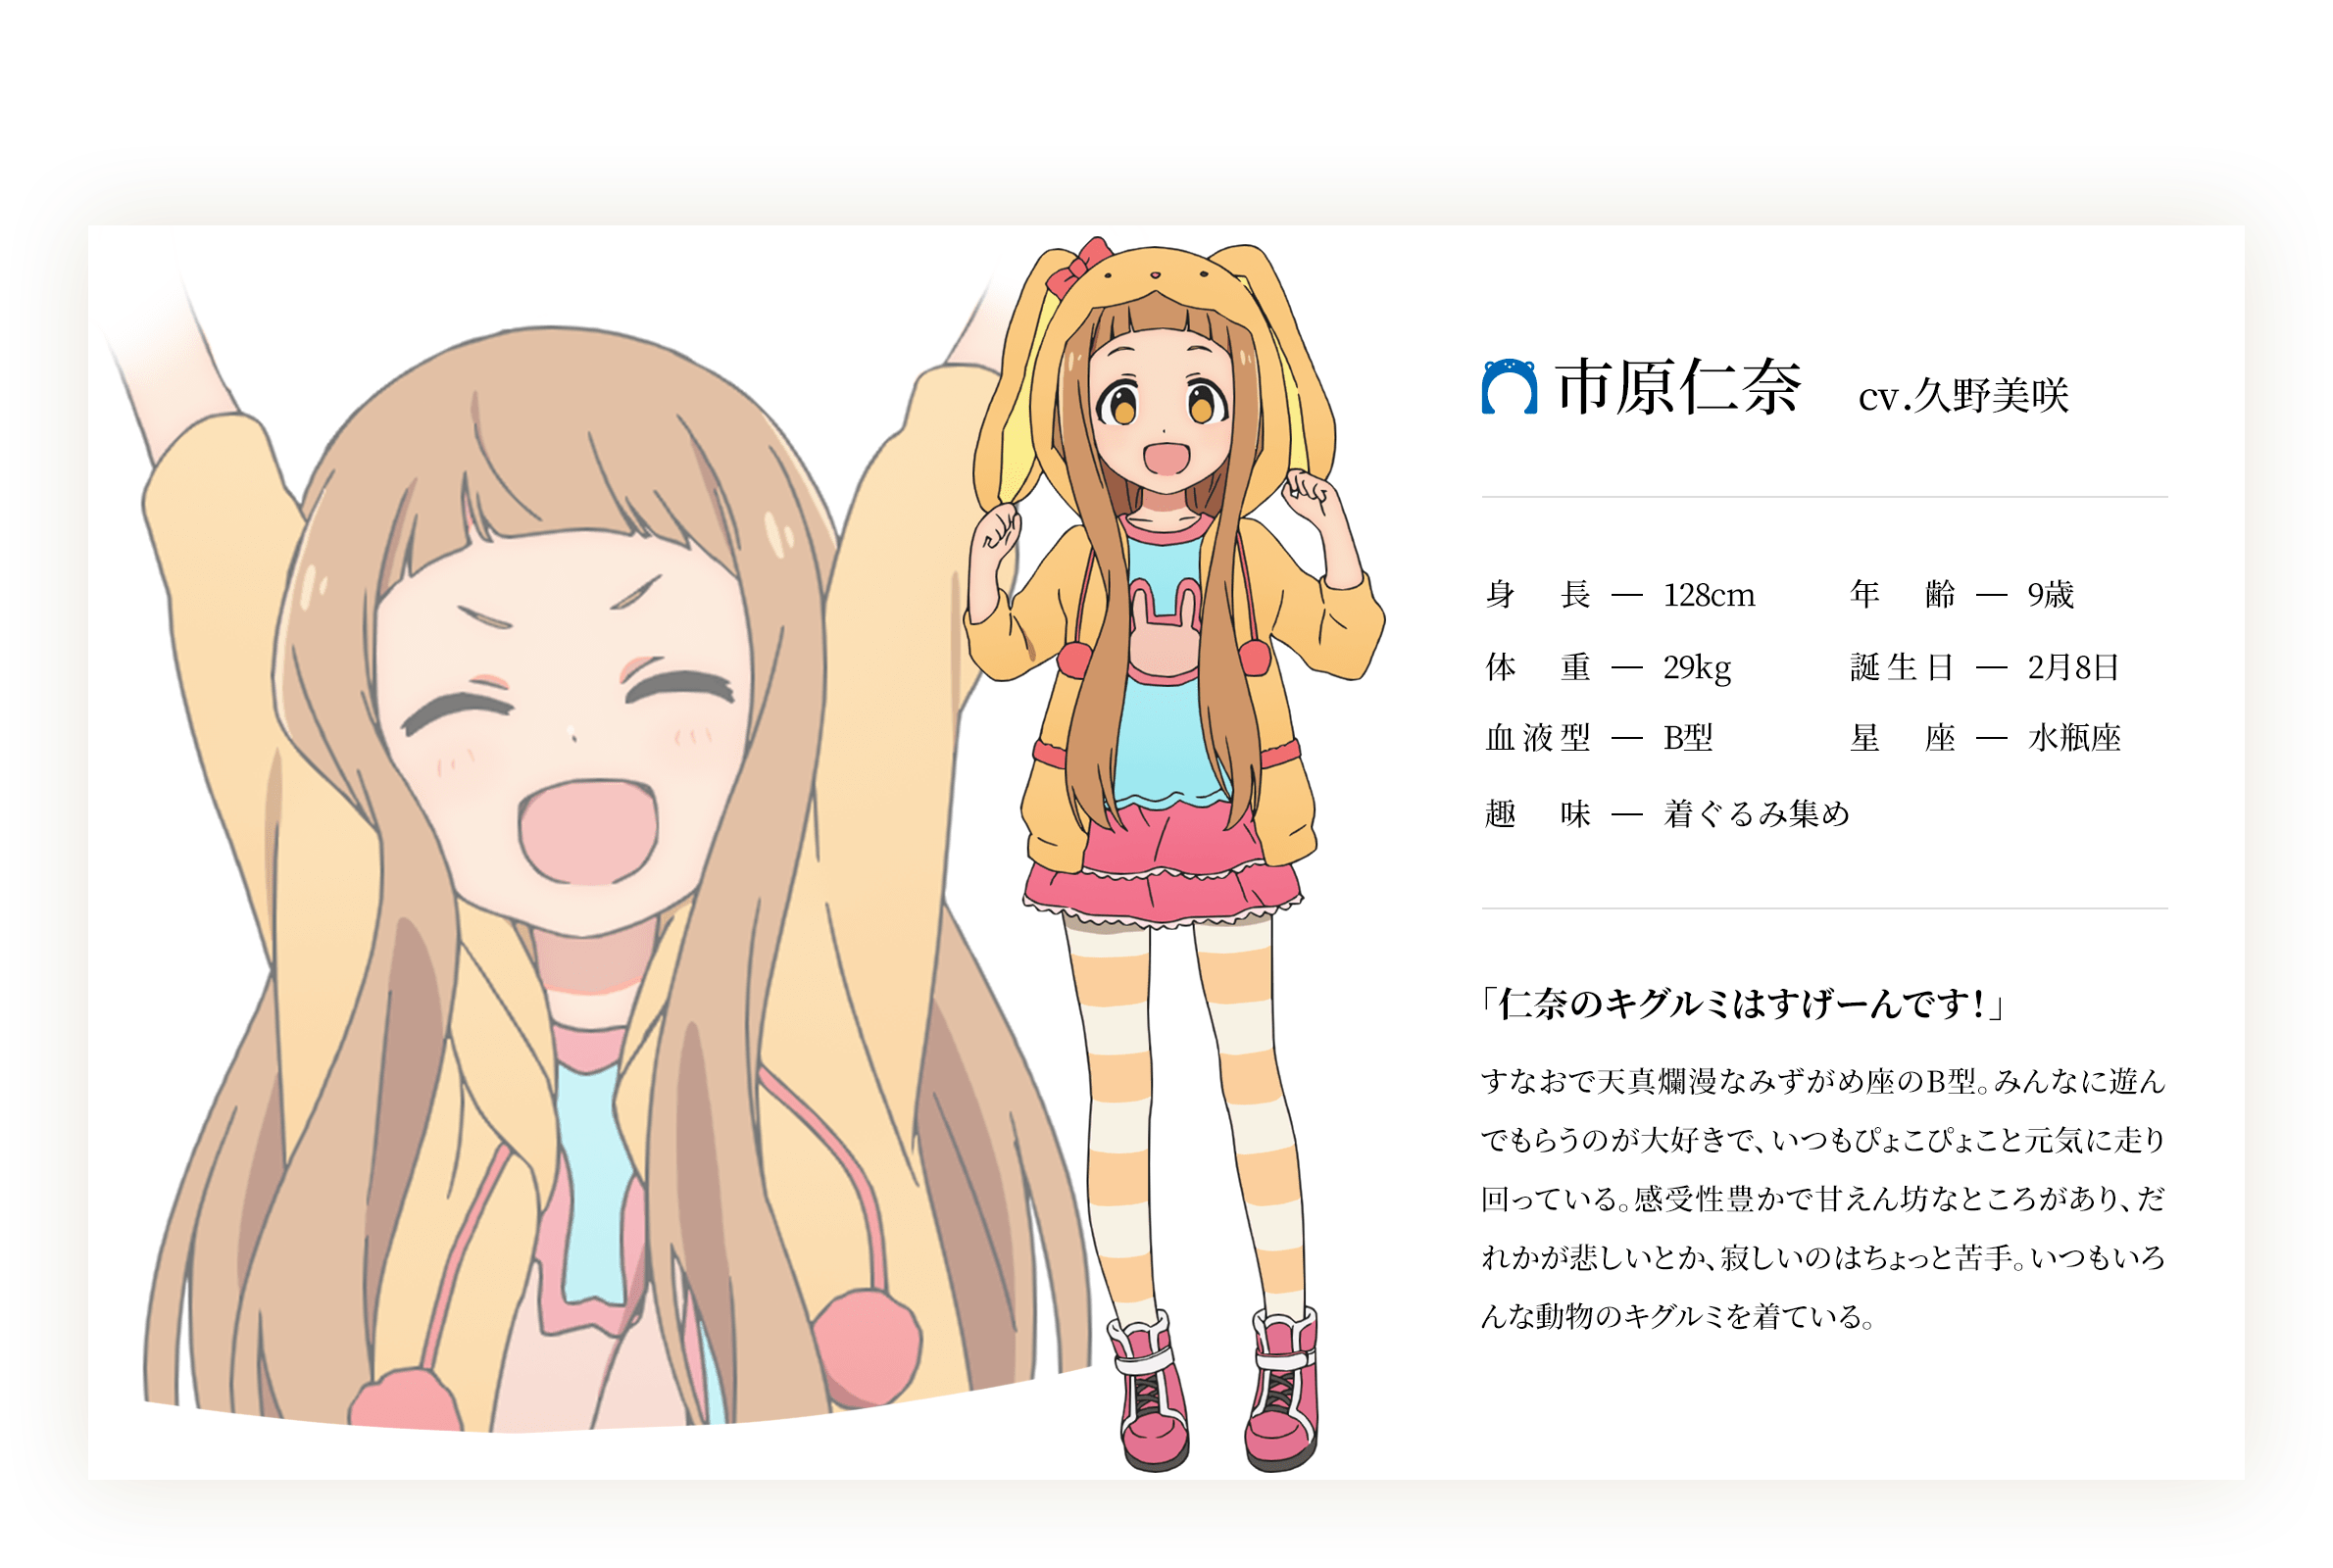 市原仁奈 cv.久野美咲
身長 — 128cm 年齢 — 9歳
体重 — 29kg 誕生日 — 2月8日
血液型 — B型 星座 — 水瓶座
趣味 — 着ぐるみ集め
「仁奈のキグルミはすげーんです!」
すなおで天真爛漫なみずがめ座のB型。みんなに遊ん
でもらうのが大好きで、いつもぴょこぴょこと元気に走り
回っている。感受性豊かで甘えん坊なところがあり、だ
れかが悲しいとか、寂しいのはちょっと苦手。いつもいろ
んな動物のキグルミを着ている。